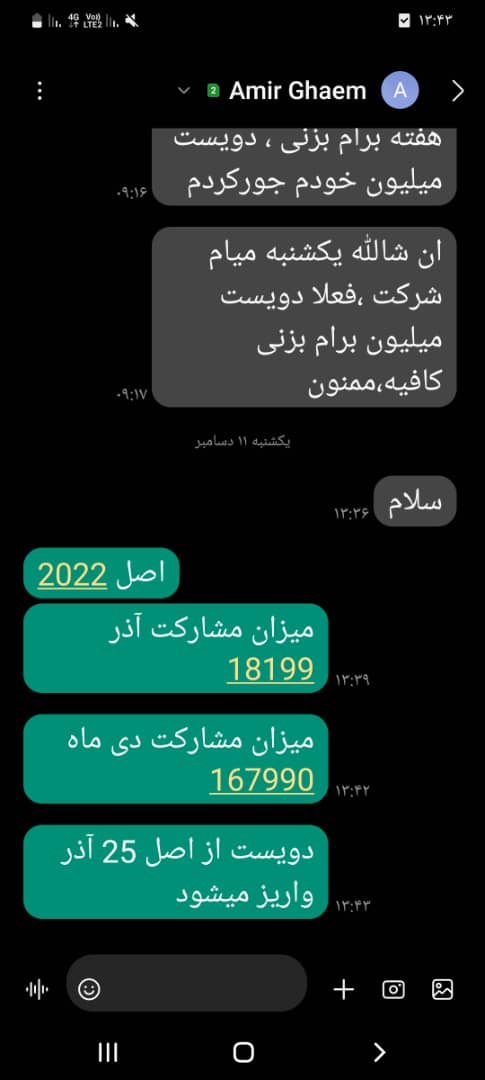 ۱۳:۴۳
4G
Vo))
LTE2
2
Amir Ghaem
A
هفته برام بزنی ، دویست
میلیون خودم جورکردم
۰۹:۱۶
ان شاالله یکشنبه میام
شرکت ،فعلا دویست
میلیون برام بزنی
کافیه،ممنون
۰۹:۱۷
یکشنبه ۱۱ دسامبر
سلام
۱۳:۳۶
اصل 2022
میزان مشارکت آذر
18199
۱۳:۳۹
میزان مشارکت دی ماه
167990
۱۳:۴۲
دویست از اصل 25 آذر
واریز میشود
۱۳:۴۳